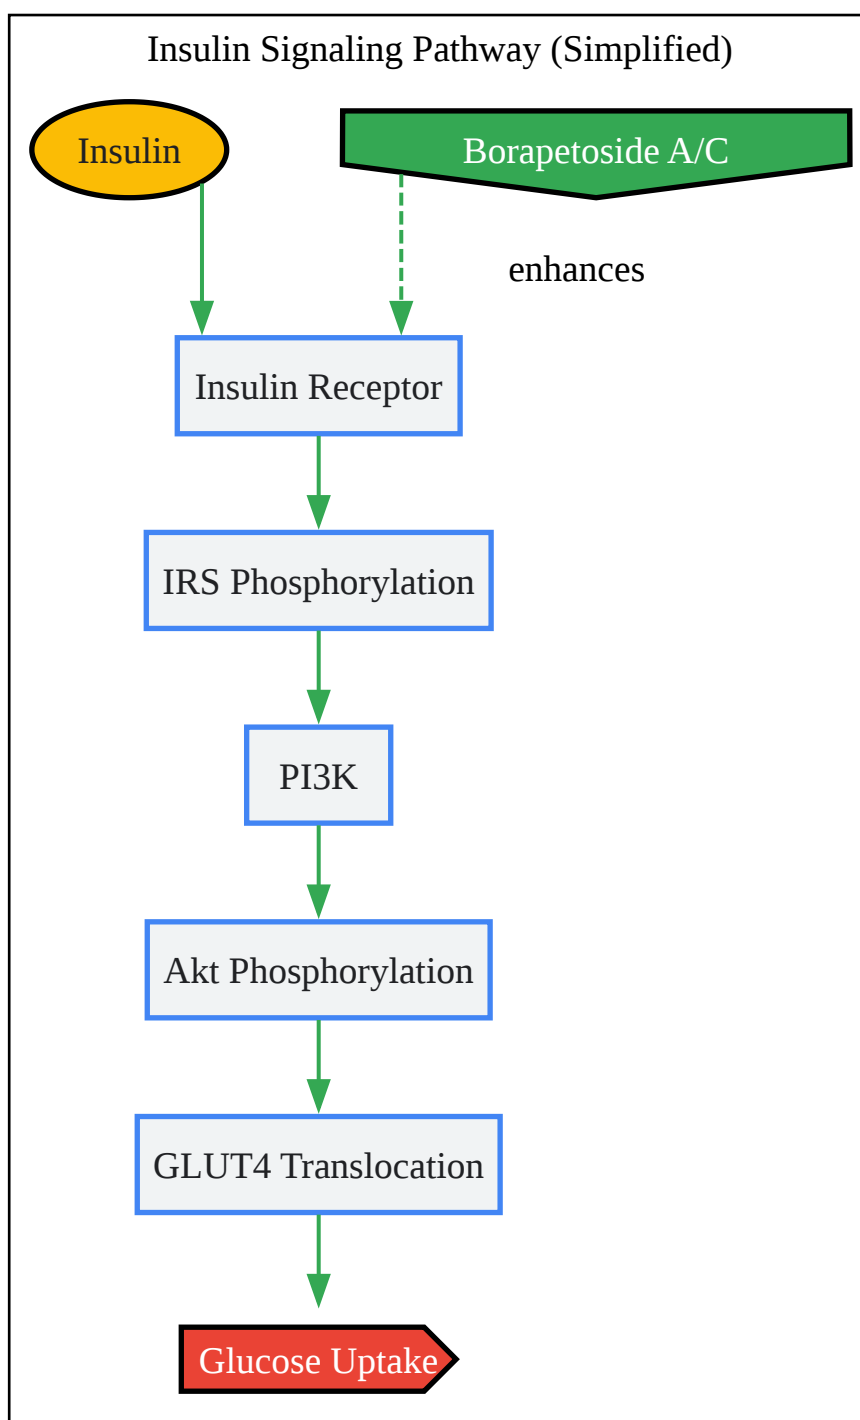 Insulin Signaling Pathway (Simplified)
Insulin
Borapetoside A/C
enhances
Insulin Receptor
IRS Phosphorylation
PI3K
Akt Phosphorylation
GLUT4 Translocation
Glucose Uptake